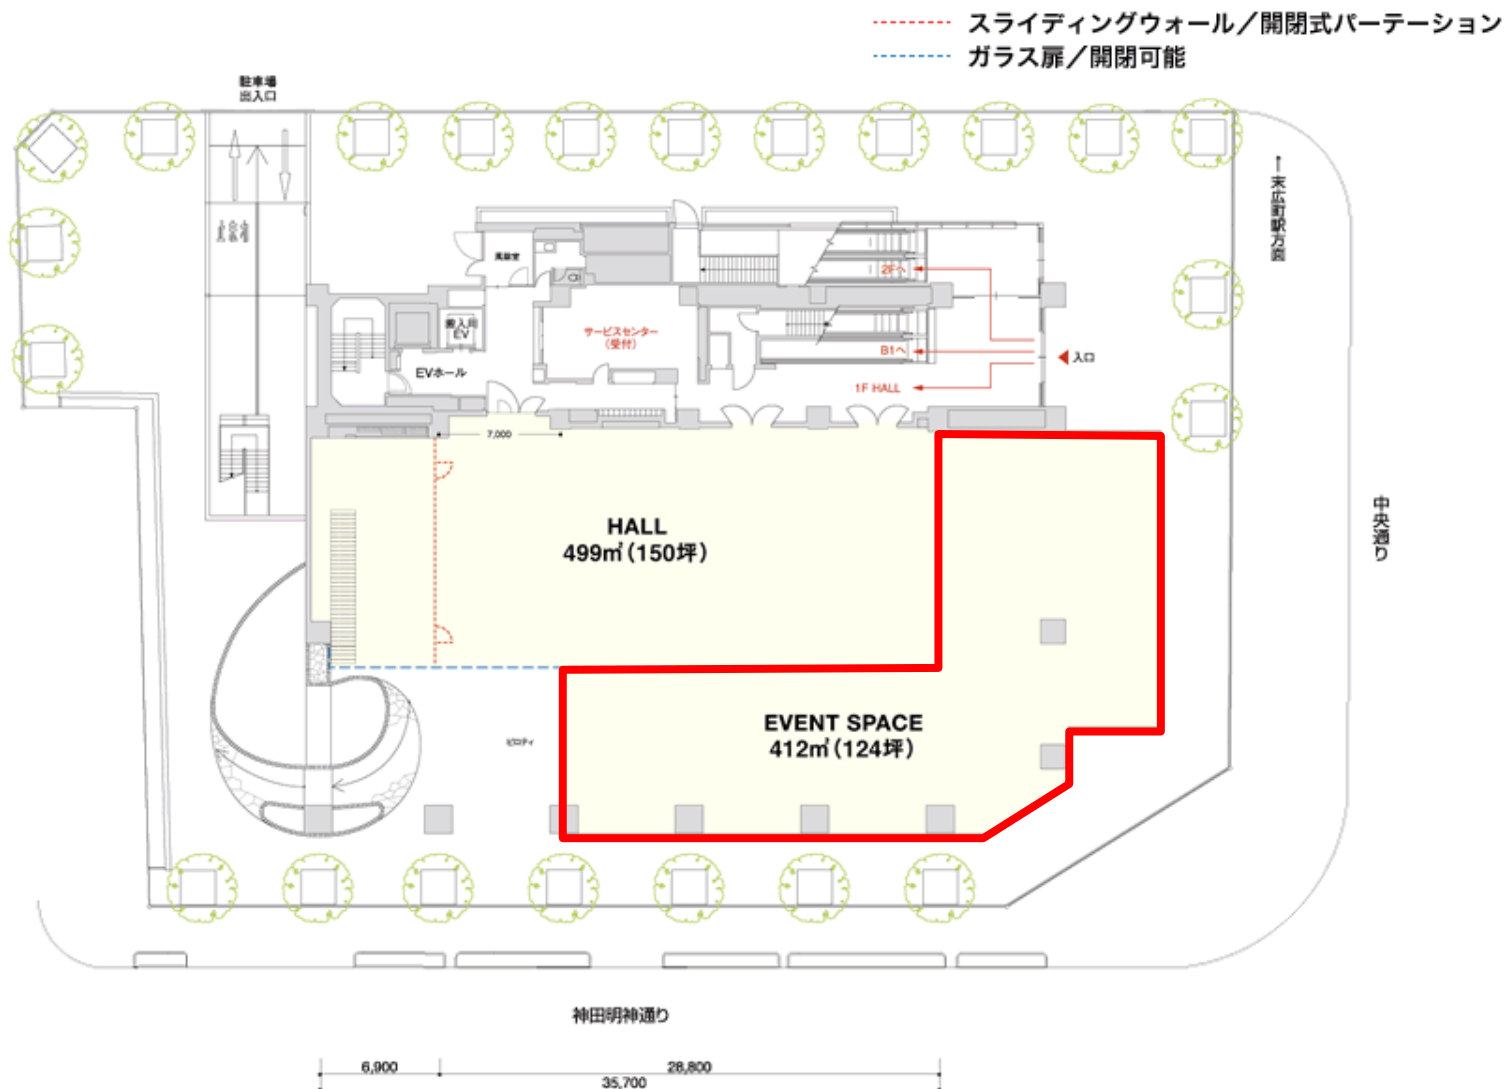 スライディングウォール／開閉式パーテーション
ガラス扉／開閉可能
駐車場
出入口
←末広町駅方面
風除室
2Fへ
搬入用
EV
サービスセンター
（受付）
B1へ
入口
EVホール
1F HALL
7,000
HALL
499㎡（150坪）
中央通り
EVENT SPACE
412㎡（124坪）
ピロティ
神田明神通り
6,900
28,800
35,700